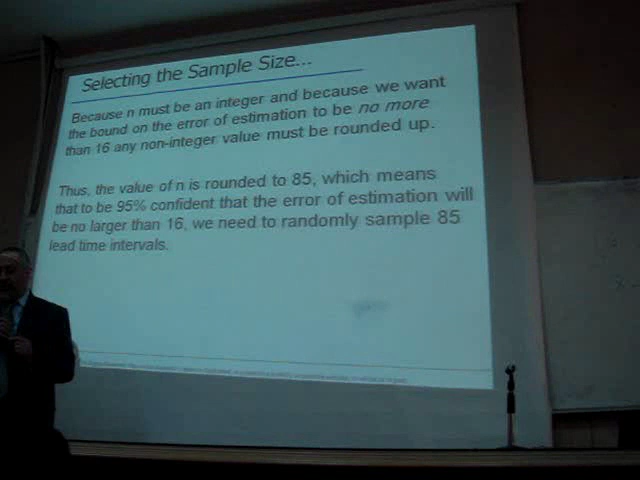 Selecting the Sample Size...
Because n must be an integer and because we want
the bound on the error of estimation to be no more
than 16 any non-integer value must be rounded up.
Thus, the value of n is rounded to 85, which means
that to be 95% confident that the error of estimation will
be no larger than 16, we need to randomly sample 85
lead time intervals.